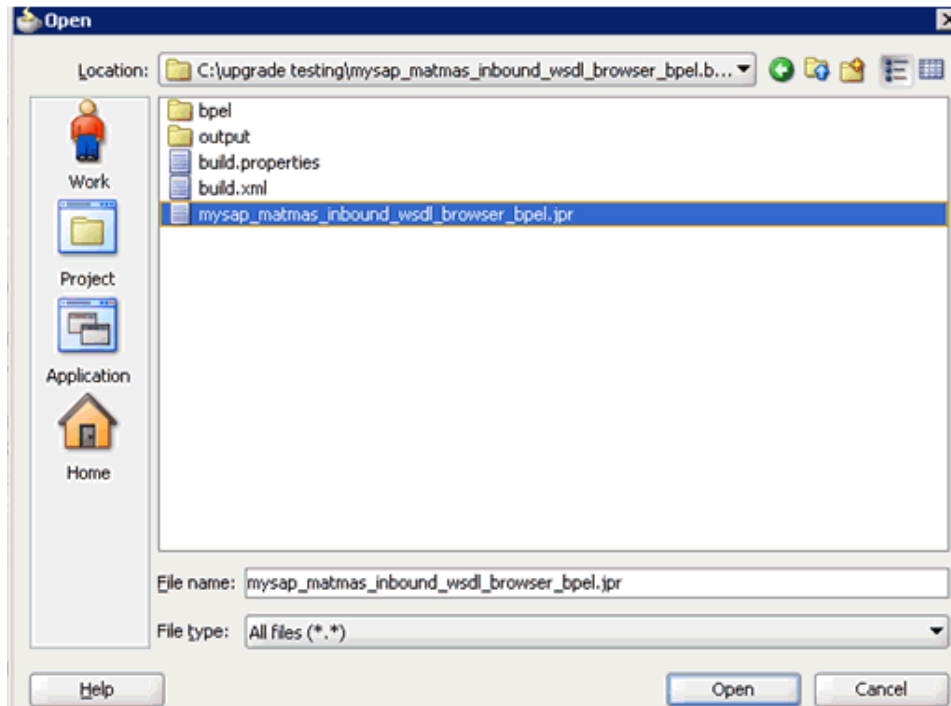 Open
Location: C:\upgrade testing\mysap_matmas_inbound_wsdl_browser_bpel.b...
Work
Project
Application
Home
bpel
output
build.properties
build.xml
mysap_matmas_inbound_wsdl_browser_bpel.jpr
File name: mysap_matmas_inbound_wsdl_browser_bpel.jpr
File type: All files (*.*)
Help Open Cancel